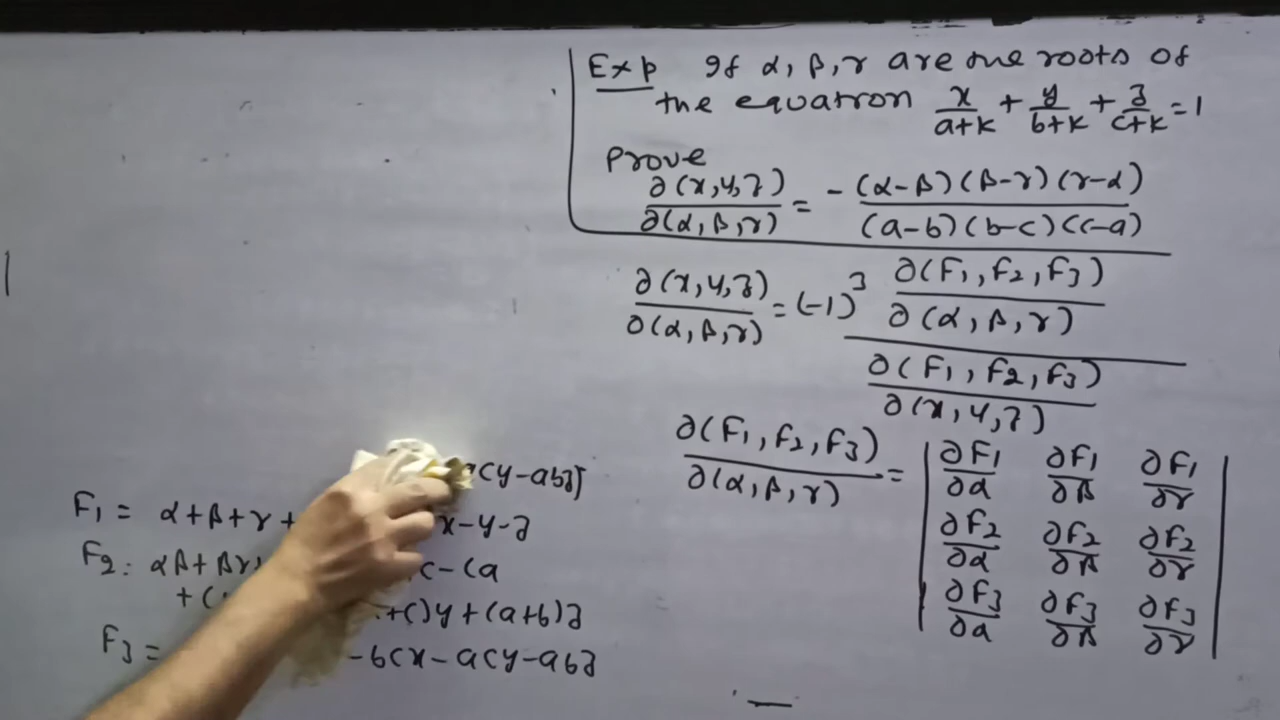 Exp If α, β, γ are the roots of
the equation x/(a+k) + y/(b+k) + z/(c+k) = 1
Prove
∂(x,y,z)/∂(α,β,γ) = -(α-β)(β-γ)(γ-α)/(a-b)(b-c)(c-a)
∂(x,y,z)/∂(α,β,γ) = (-1)³ ∂(F₁,F₂,F₃)/∂(α,β,γ) / ∂(F₁,F₂,F₃)/∂(x,y,z)
∂(F₁,F₂,F₃)/∂(α,β,γ) = | ∂F₁/∂α ∂F₁/∂β ∂F₁/∂γ
∂F₂/∂α ∂F₂/∂β ∂F₂/∂γ
∂F₃/∂α ∂F₃/∂β ∂F₃/∂γ |
acy-abz]
F₁ = α+β+γ+ x-y-z
F₂: αβ+βγ c-ca
+( +c)y+(a+b)z
F₃ = -bcx-acy-abz